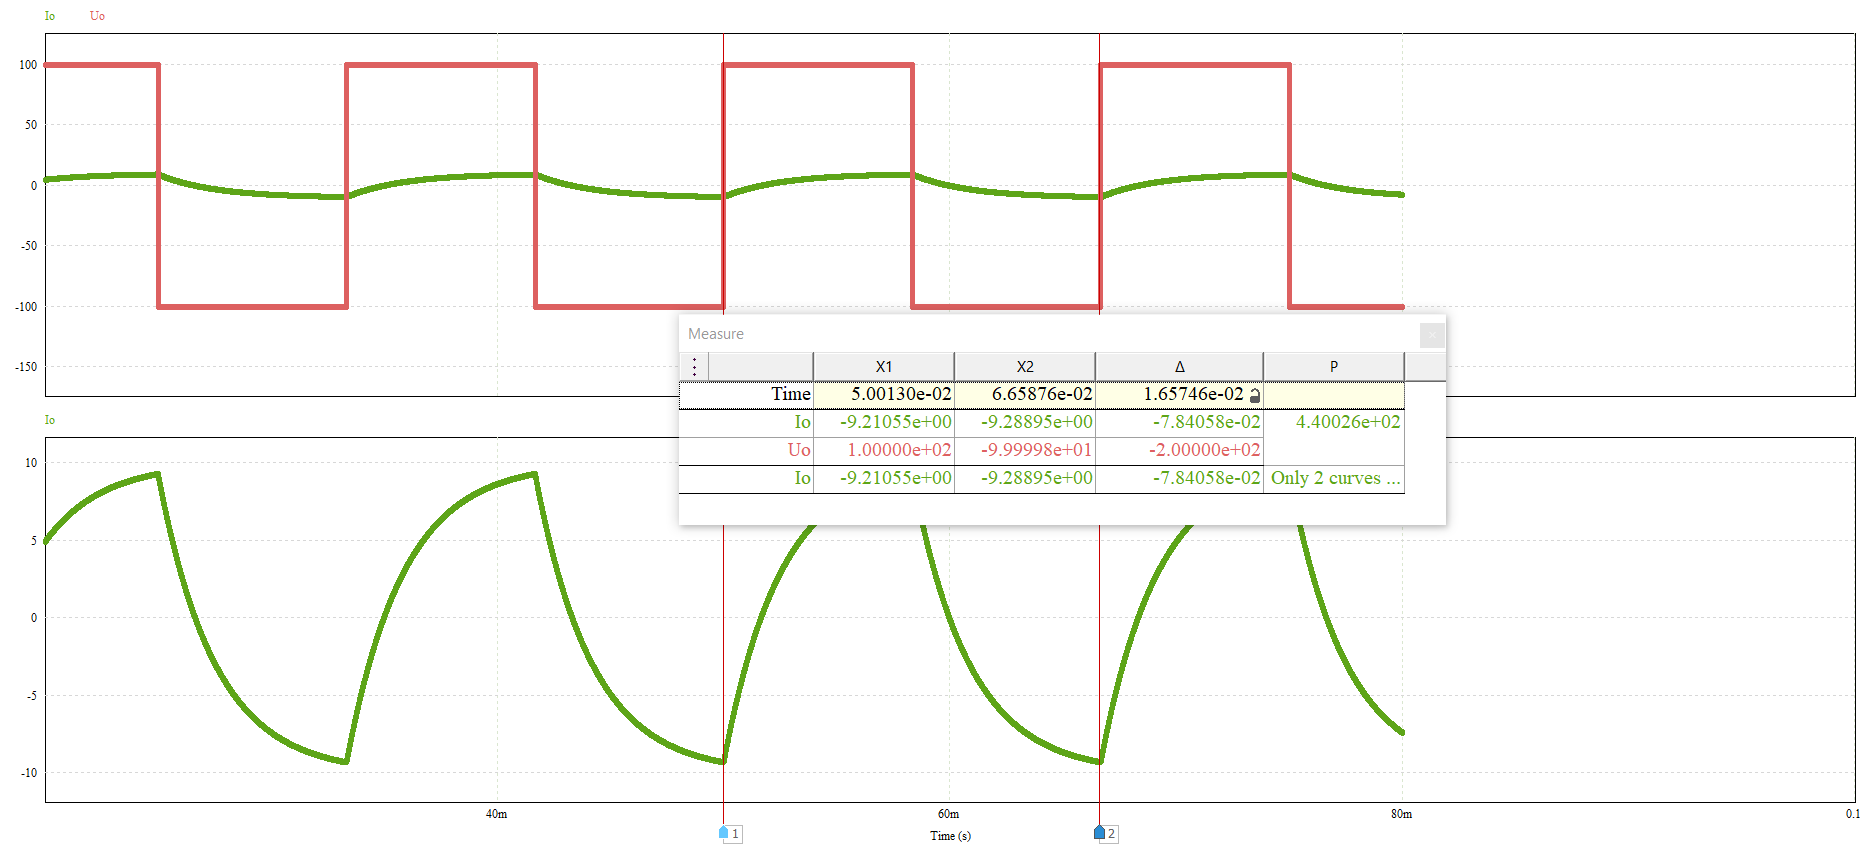 Io Uo
100
50
0
-50
-100
-150
Measure
X1 X2 Δ P
Time 5.00130e-02 6.65876e-02 1.65746e-02
Io -9.21055e+00 -9.28895e+00 -7.84058e-02 4.40026e+02
Uo 1.00000e+02 -9.99998e+01 -2.00000e+02
Io -9.21055e+00 -9.28895e+00 -7.84058e-02 Only 2 curves ...
Io
10
5
0
-5
-10
40m 60m 80m 0.1
Time (s)
1 2